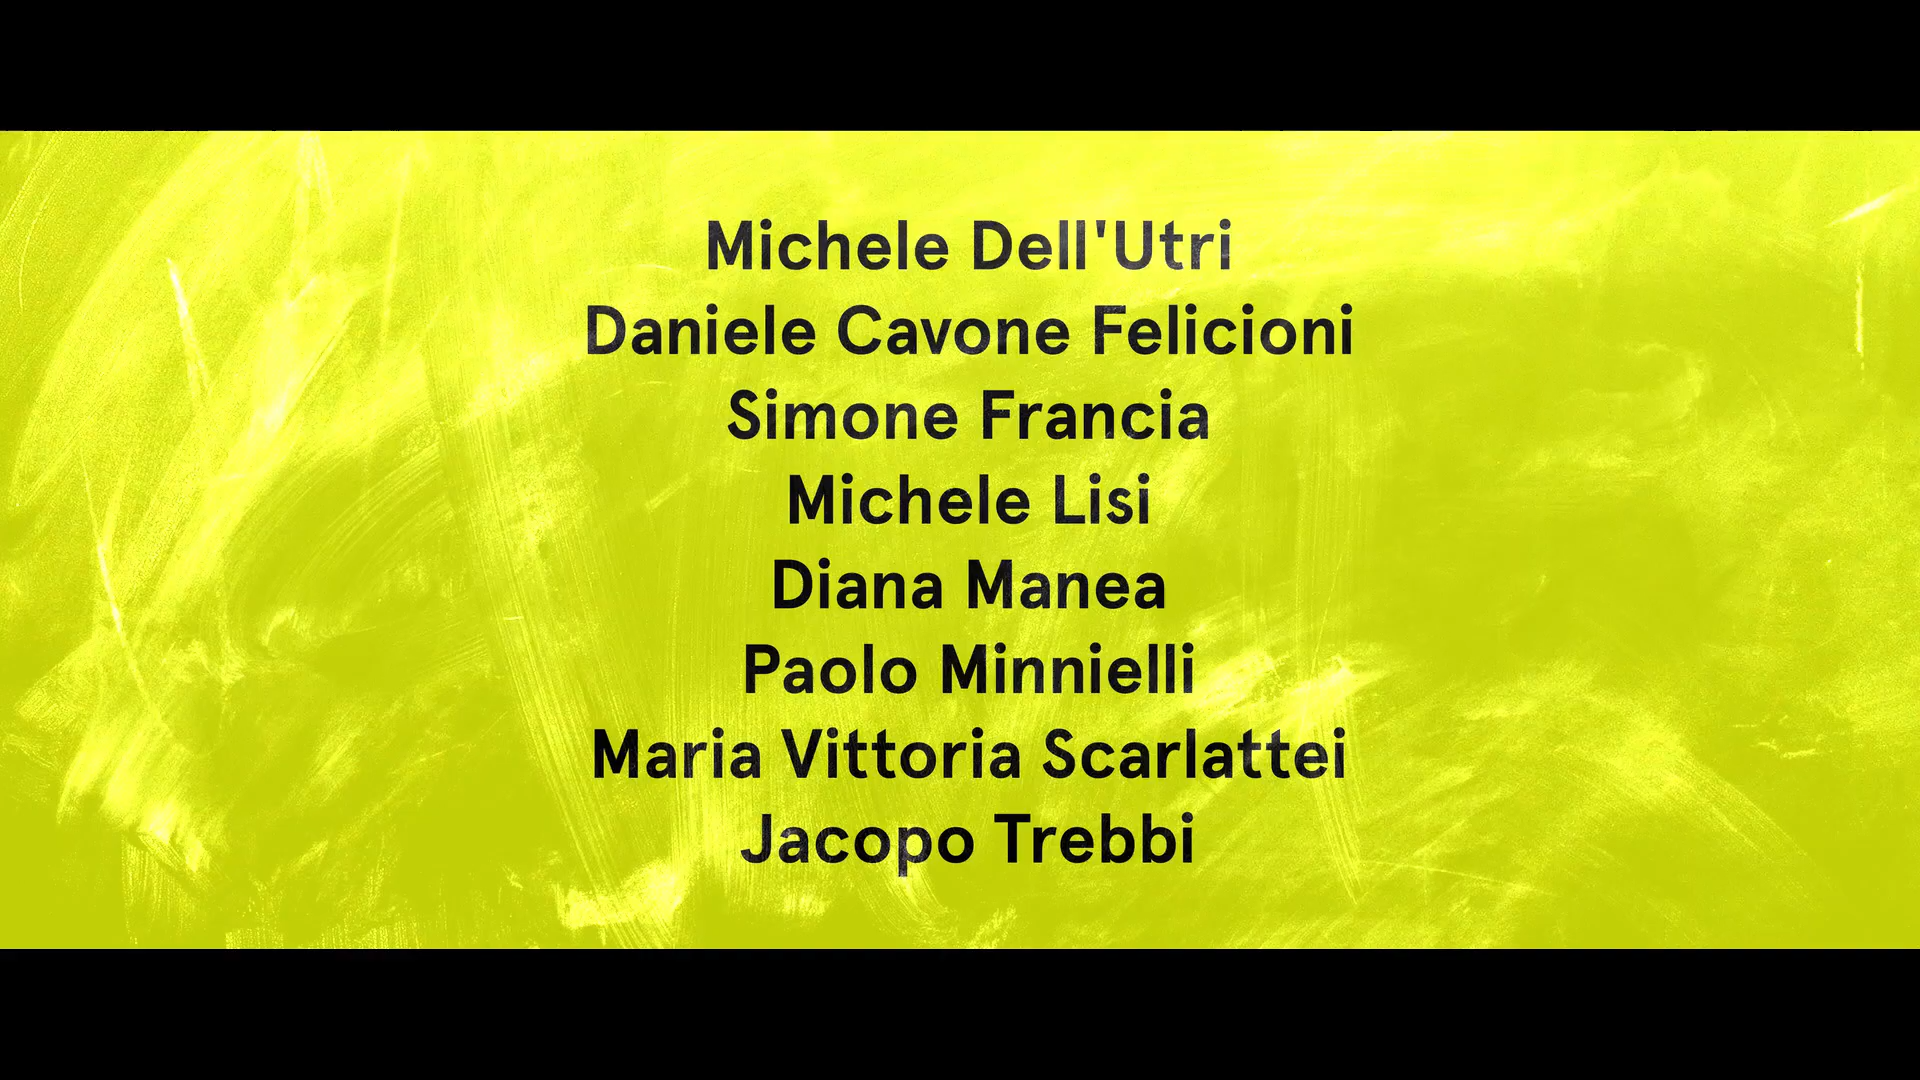 Michele Dell'Utri
Daniele Cavone Felicioni
Simone Francia
Michele Lisi
Diana Manea
Paolo Minnielli
Maria Vittoria Scarlattei
Jacopo Trebbi